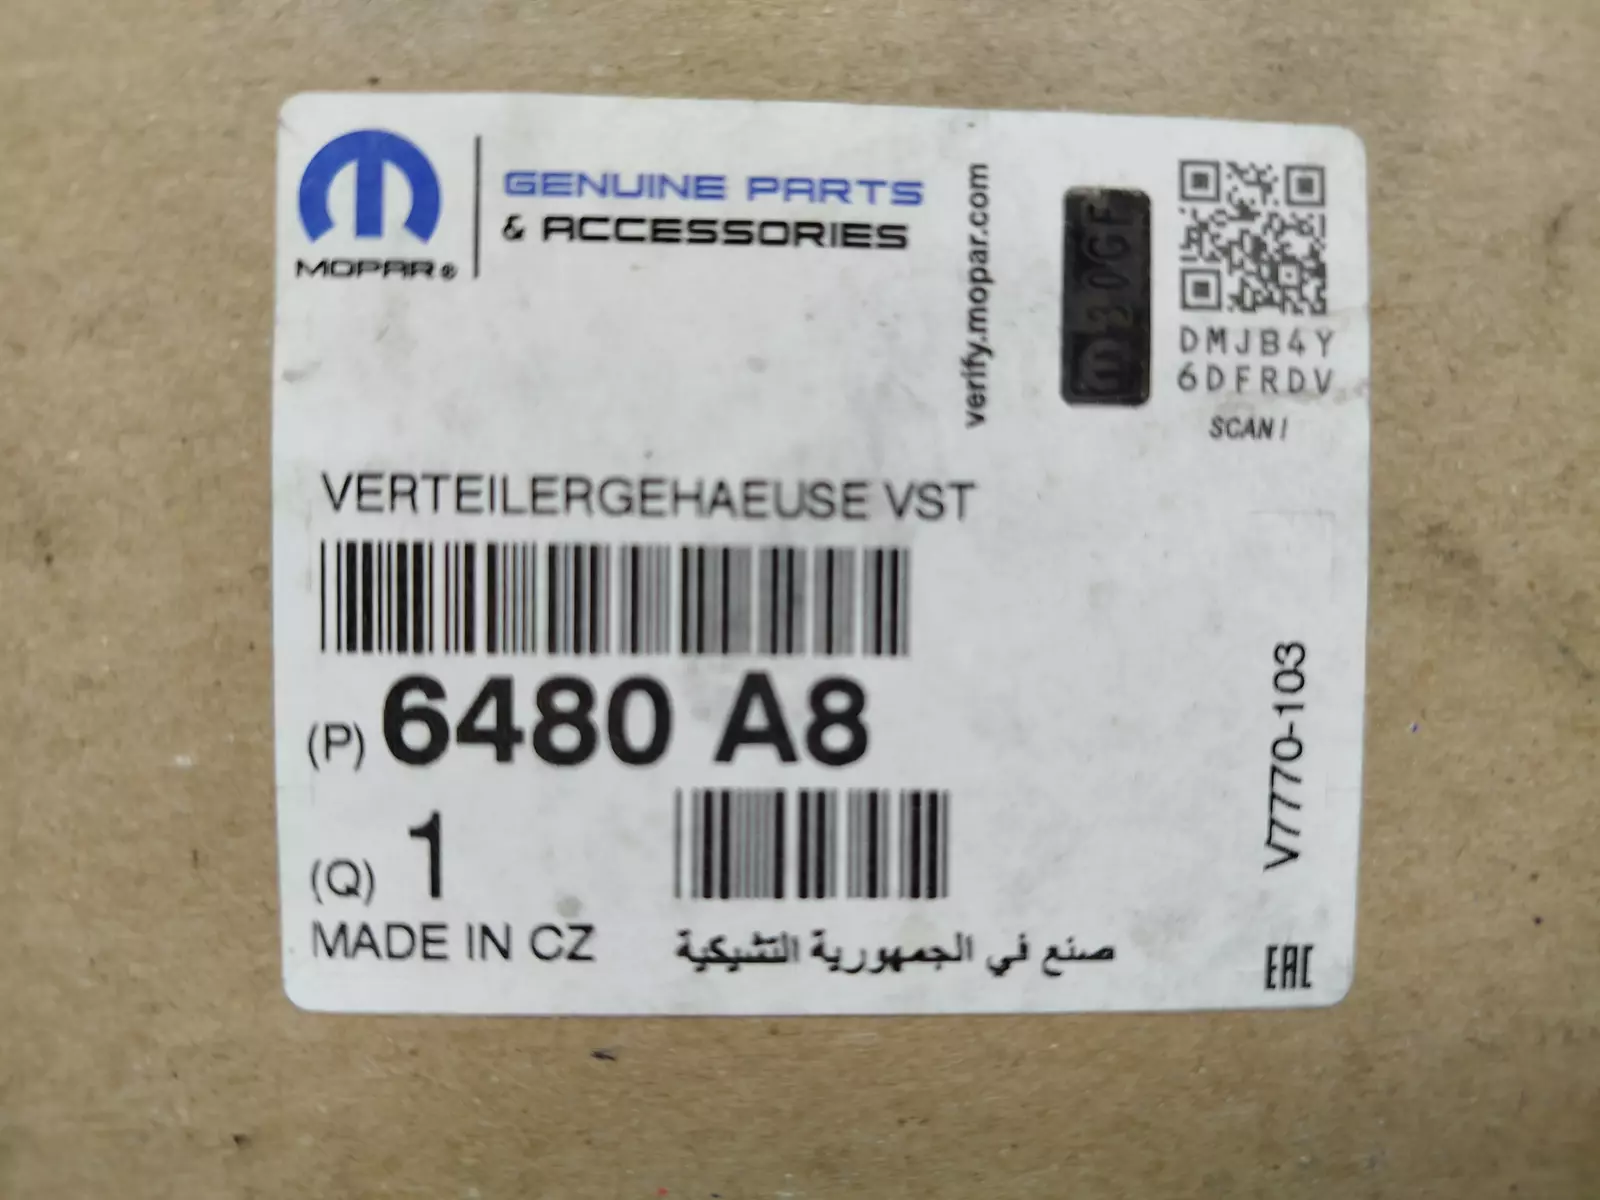 MOPAR®
GENUINE PARTS
& ACCESSORIES
verify.mopar.com
DMJB4Y
6DFRDV
SCAN!
VERTEILERGEHAEUSE VST
(P) 6480 A8
(Q) 1
V7770-103
MADE IN CZ
صنع في الجمهورية التشيكية
EAC